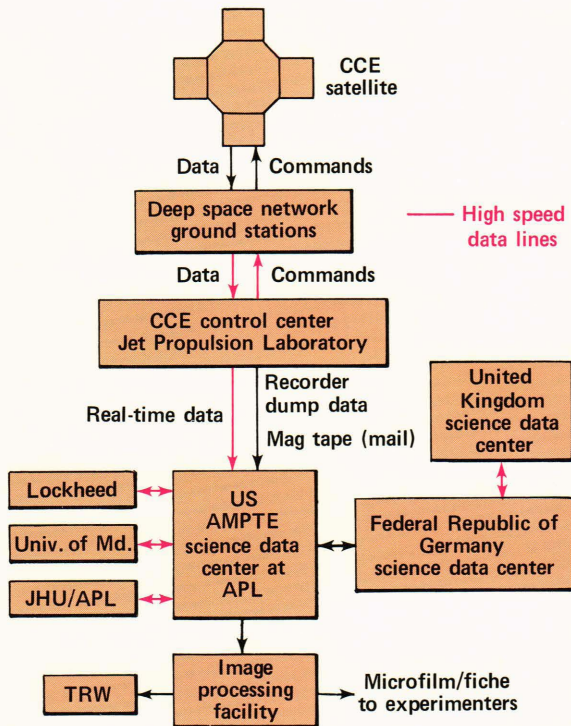 CCE
satellite
Data
Commands
Deep space network
ground stations
High speed
data lines
Data
Commands
CCE control center
Jet Propulsion Laboratory
Real-time data
Recorder
dump data
Mag tape (mail)
United
Kingdom
science data
center
Lockheed
Univ. of Md.
JHU/APL
US
AMPTE
science data
center at
APL
Federal Republic of
Germany
science data center
TRW
Image
processing
facility
Microfilm/fiche
to experimenters